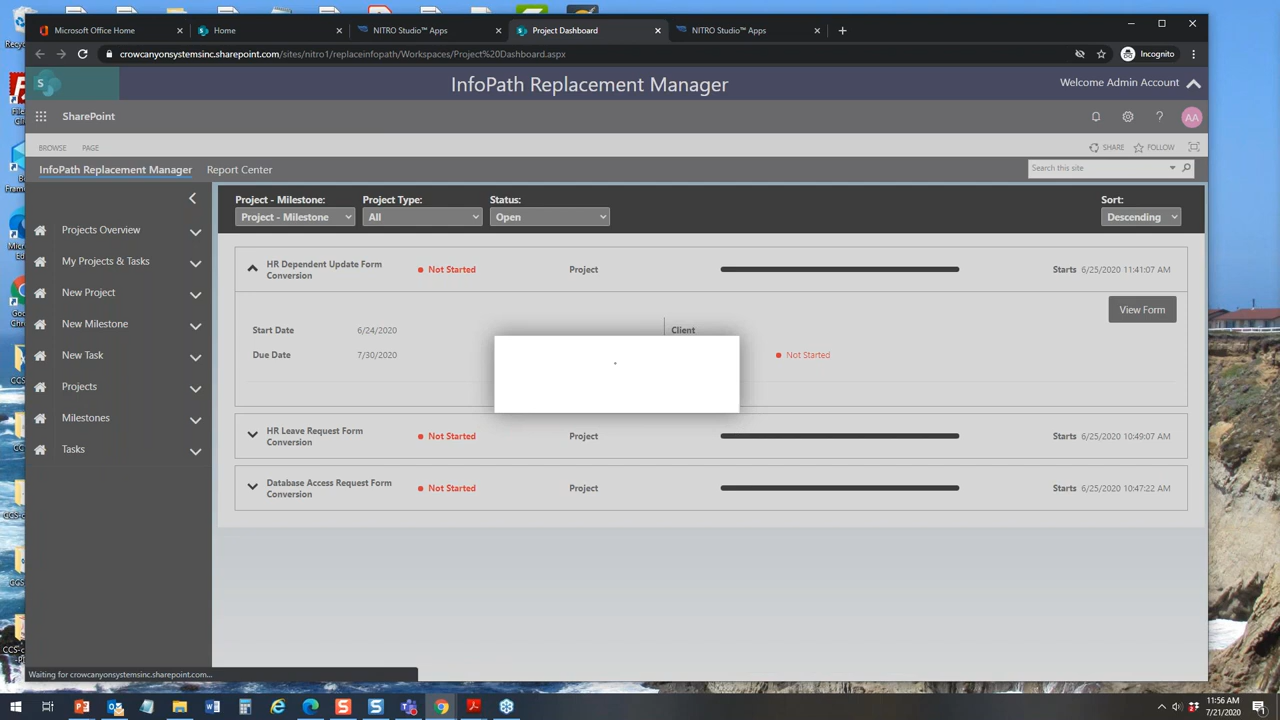 Microsoft Office Home
Home
NITRO Studio™ Apps
Project Dashboard
NITRO Studio™ Apps
crowcanyonsystemsinc.sharepoint.com/sites/nitro1/replaceinfopath/Workspaces/Project%20Dashboard.aspx
Incognito
S
InfoPath Replacement Manager
Welcome Admin Account
SharePoint
AA
BROWSE
PAGE
SHARE
FOLLOW
InfoPath Replacement Manager
Report Center
Search this site
Projects Overview
My Projects & Tasks
New Project
New Milestone
New Task
Projects
Milestones
Tasks
Project - Milestone:
Project Type:
Status:
Sort:
Project - Milestone
All
Open
Descending
HR Dependent Update Form
Conversion
Not Started
Project
Starts 6/25/2020 11:41:07 AM
View Form
Start Date
6/24/2020
Client
Due Date
7/30/2020
Not Started
HR Leave Request Form
Conversion
Not Started
Project
Starts 6/25/2020 10:49:07 AM
Database Access Request Form
Conversion
Not Started
Project
Starts 6/25/2020 10:47:22 AM
Waiting for crowcanyonsystemsinc.sharepoint.com...
11:56 AM
7/21/2020